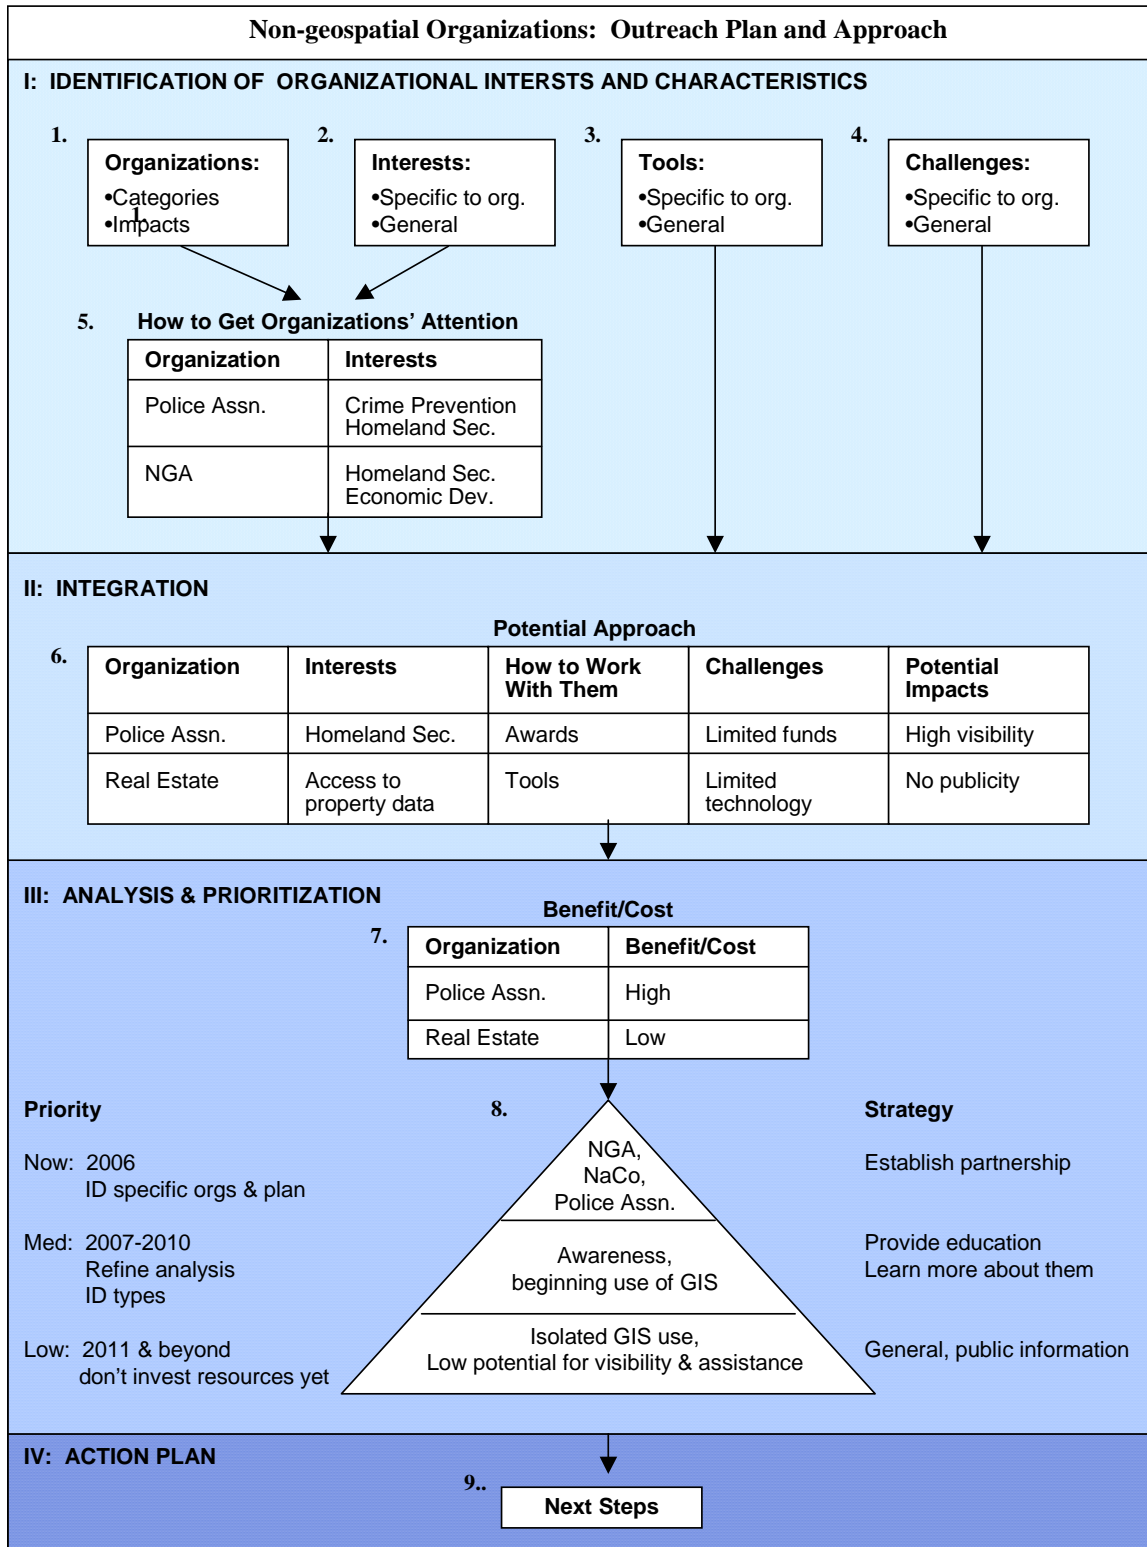 Non-geospatial Organizations: Outreach Plan and Approach
I: IDENTIFICATION OF ORGANIZATIONAL INTERSTS AND CHARACTERISTICS
1.
Organizations:
•Categories
•Impacts
1.
2.
Interests:
•Specific to org.
•General
3.
Tools:
•Specific to org.
•General
4.
Challenges:
•Specific to org.
•General
5. How to Get Organizations’ Attention
Organization Interests
Police Assn. Crime Prevention
Homeland Sec.
NGA Homeland Sec.
Economic Dev.
II: INTEGRATION
Potential Approach
6.
Organization Interests How to Work Challenges Potential
With Them Impacts
Police Assn. Homeland Sec. Awards Limited funds High visibility
Real Estate Access to Tools Limited No publicity
property data technology
III: ANALYSIS & PRIORITIZATION
Benefit/Cost
7.
Organization Benefit/Cost
Police Assn. High
Real Estate Low
Priority
Now: 2006
ID specific orgs & plan
Med: 2007-2010
Refine analysis
ID types
Low: 2011 & beyond
don’t invest resources yet
8.
NGA,
NaCo,
Police Assn.
Awareness,
beginning use of GIS
Isolated GIS use,
Low potential for visibility & assistance
Strategy
Establish partnership
Provide education
Learn more about them
General, public information
IV: ACTION PLAN
9..
Next Steps